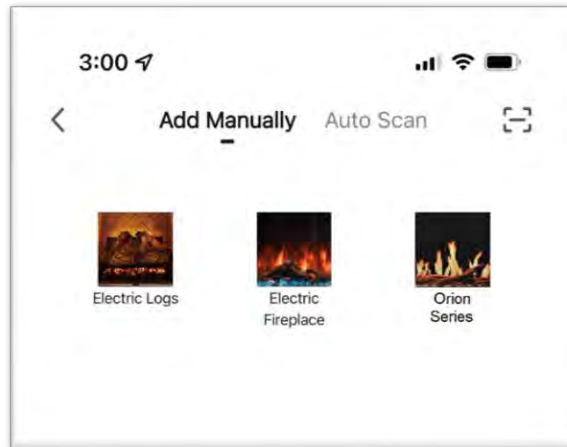 3:00
Add Manually Auto Scan
Electric Logs
Electric
Fireplace
Orion
Series